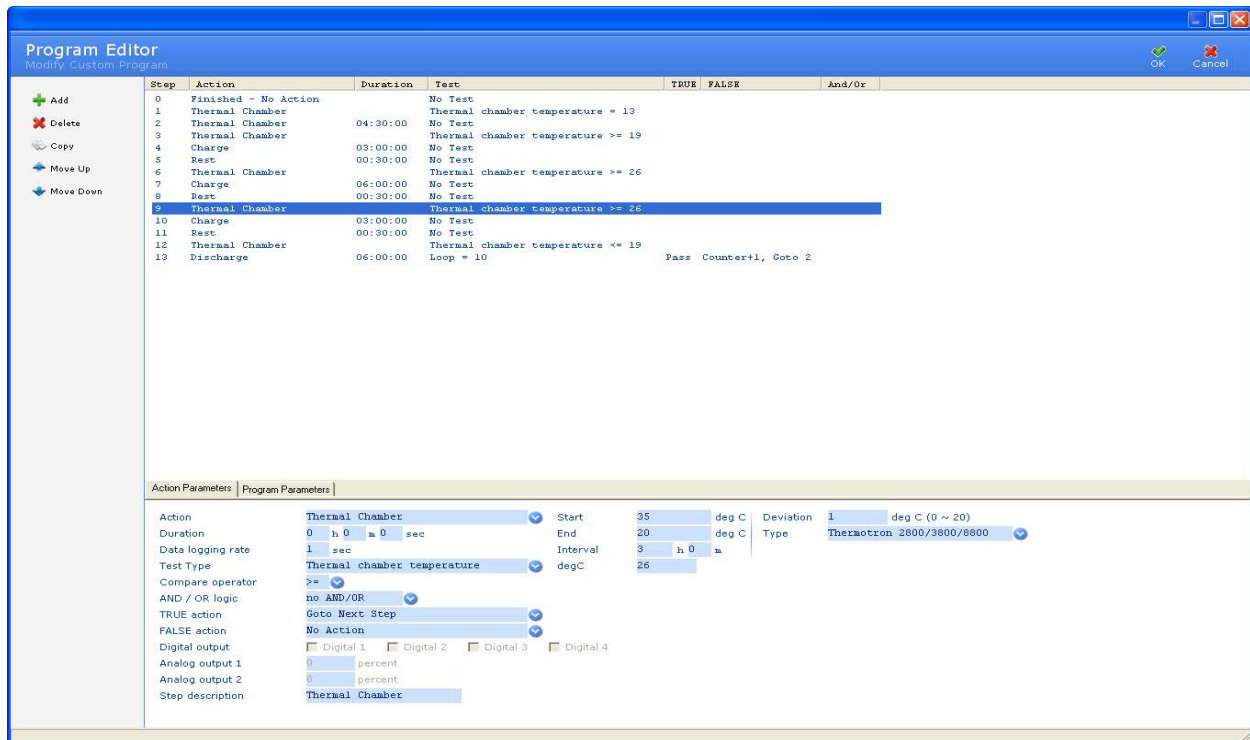 Program Editor
Modify Custom Program
OK
Cancel
Add
Delete
Copy
Move Up
Move Down
Step Action Duration Test TRUE FALSE And/Or
0 Finished - No Action No Test
1 Thermal Chamber Thermal chamber temperature = 13
2 Thermal Chamber 04:30:00 No Test
3 Thermal Chamber Thermal chamber temperature >= 19
4 Charge 03:00:00 No Test
5 Rest 00:30:00 No Test
6 Thermal Chamber Thermal chamber temperature >= 26
7 Charge 06:00:00 No Test
8 Rest 00:30:00 No Test
9 Thermal Chamber Thermal chamber temperature >= 26
10 Charge 03:00:00 No Test
11 Rest 00:30:00 No Test
12 Thermal Chamber Thermal chamber temperature <= 19
13 Discharge 06:00:00 Loop = 10 Pass Counter+1, Goto 2
Action Parameters Program Parameters
Action Thermal Chamber Start 35 deg C Deviation 1 deg C (0 ~ 20)
Duration 0 h 0 m 0 sec End 20 deg C Type Thermotron 2800/3800/8800
Data logging rate 1 sec Interval 3 h 0 m
Test Type Thermal chamber temperature degC 26
Compare operator >=
AND / OR logic no AND/OR
TRUE action Goto Next Step
FALSE action No Action
Digital output Digital 1 Digital 2 Digital 3 Digital 4
Analog output 1 0 percent
Analog output 2 0 percent
Step description Thermal Chamber